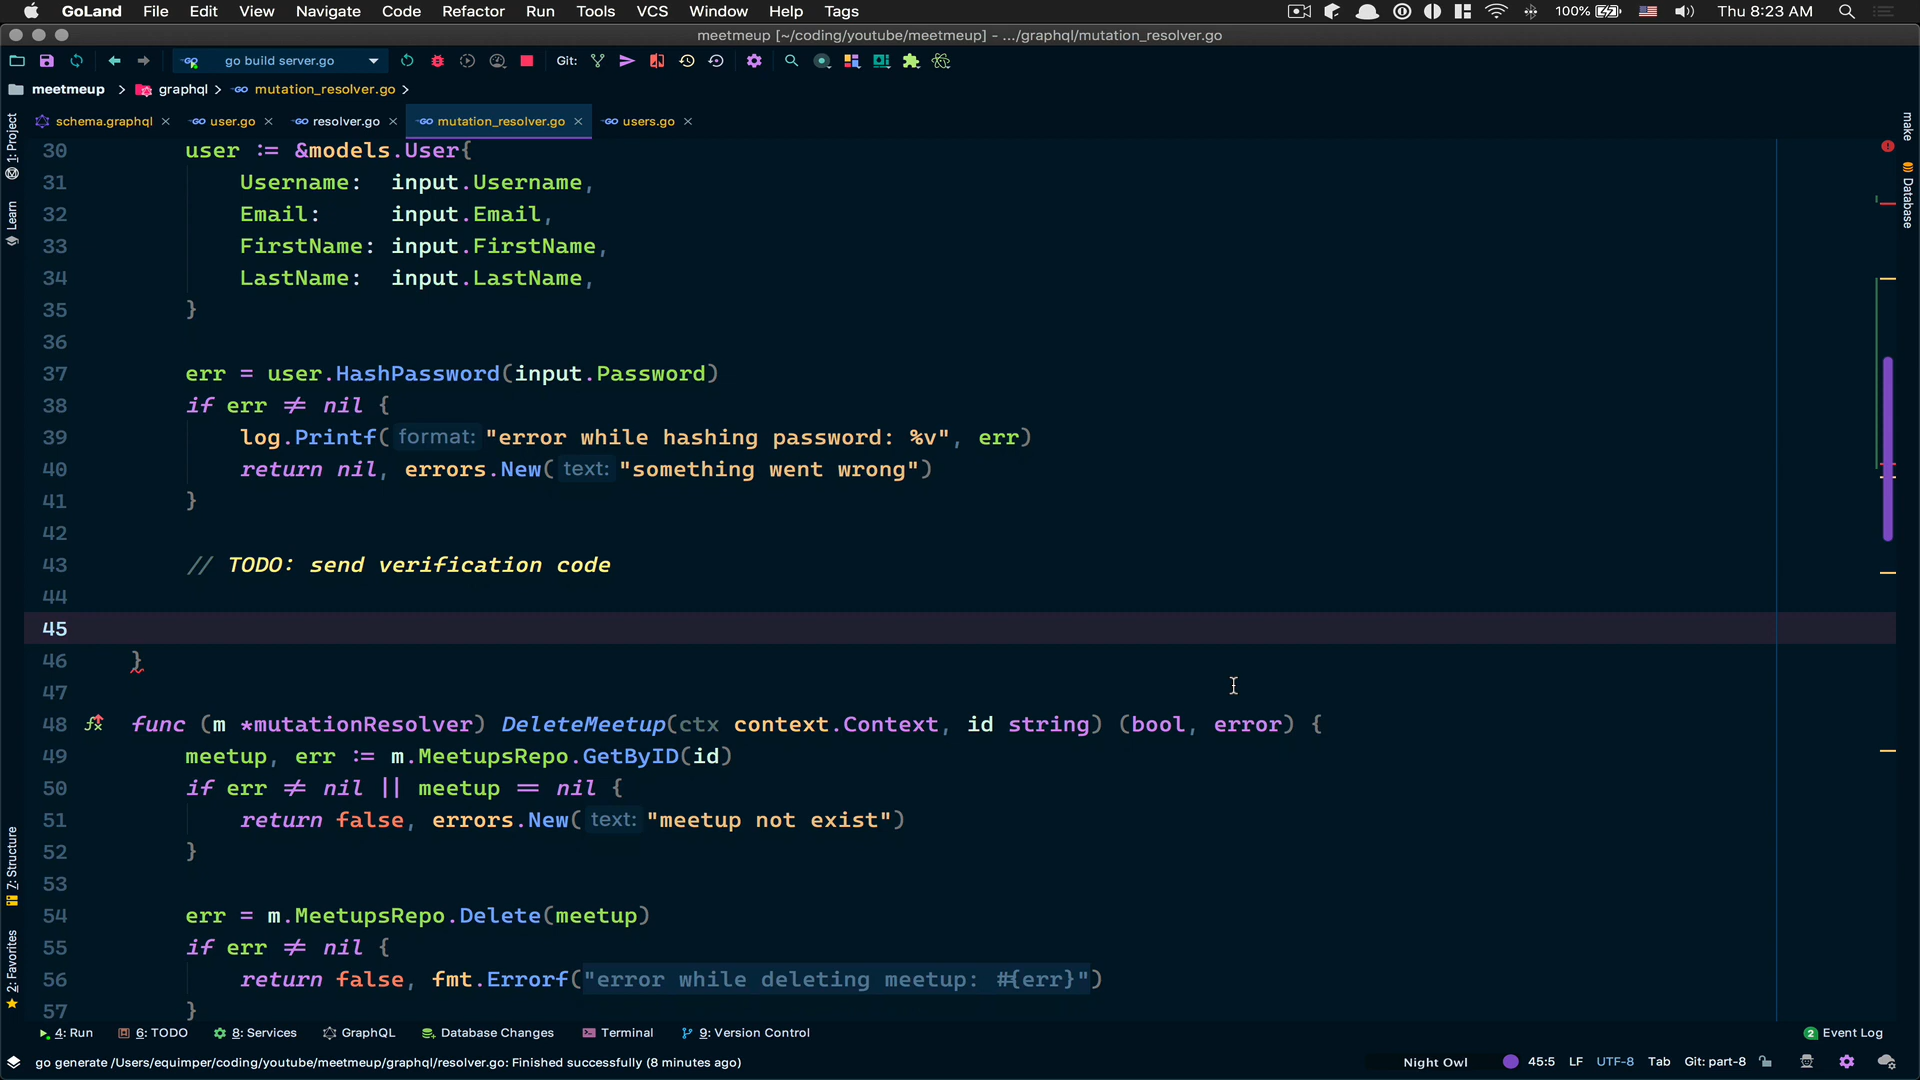 GoLand File Edit View Navigate Code Refactor Run Tools VCS Window Help Tags 100% Thu 8:23 AM
meetmeup [~/coding/youtube/meetmeup] - .../graphql/mutation_resolver.go
go build server.go Git:
meetmeup graphql mutation_resolver.go
schema.graphql user.go resolver.go mutation_resolver.go users.go
1: Project
Learn
7: Structure
2: Favorites
make
Database
30 user := &models.User{
31 Username: input.Username,
32 Email: input.Email,
33 FirstName: input.FirstName,
34 LastName: input.LastName,
35 }
36
37 err = user.HashPassword(input.Password)
38 if err ≠ nil {
39 log.Printf( format: "error while hashing password: %v", err)
40 return nil, errors.New( text: "something went wrong")
41 }
42
43 // TODO: send verification code
44
45
46 }
47
48 func (m *mutationResolver) DeleteMeetup(ctx context.Context, id string) (bool, error) {
49 meetup, err := m.MeetupsRepo.GetByID(id)
50 if err ≠ nil || meetup == nil {
51 return false, errors.New( text: "meetup not exist")
52 }
53
54 err = m.MeetupsRepo.Delete(meetup)
55 if err ≠ nil {
56 return false, fmt.Errorf("error while deleting meetup: #{err}")
57 }
4: Run 6: TODO 8: Services GraphQL Database Changes Terminal 9: Version Control 2 Event Log
go generate /Users/equimper/coding/youtube/meetmeup/graphql/resolver.go: Finished successfully (8 minutes ago) Night Owl 45:5 LF UTF-8 Tab Git: part-8